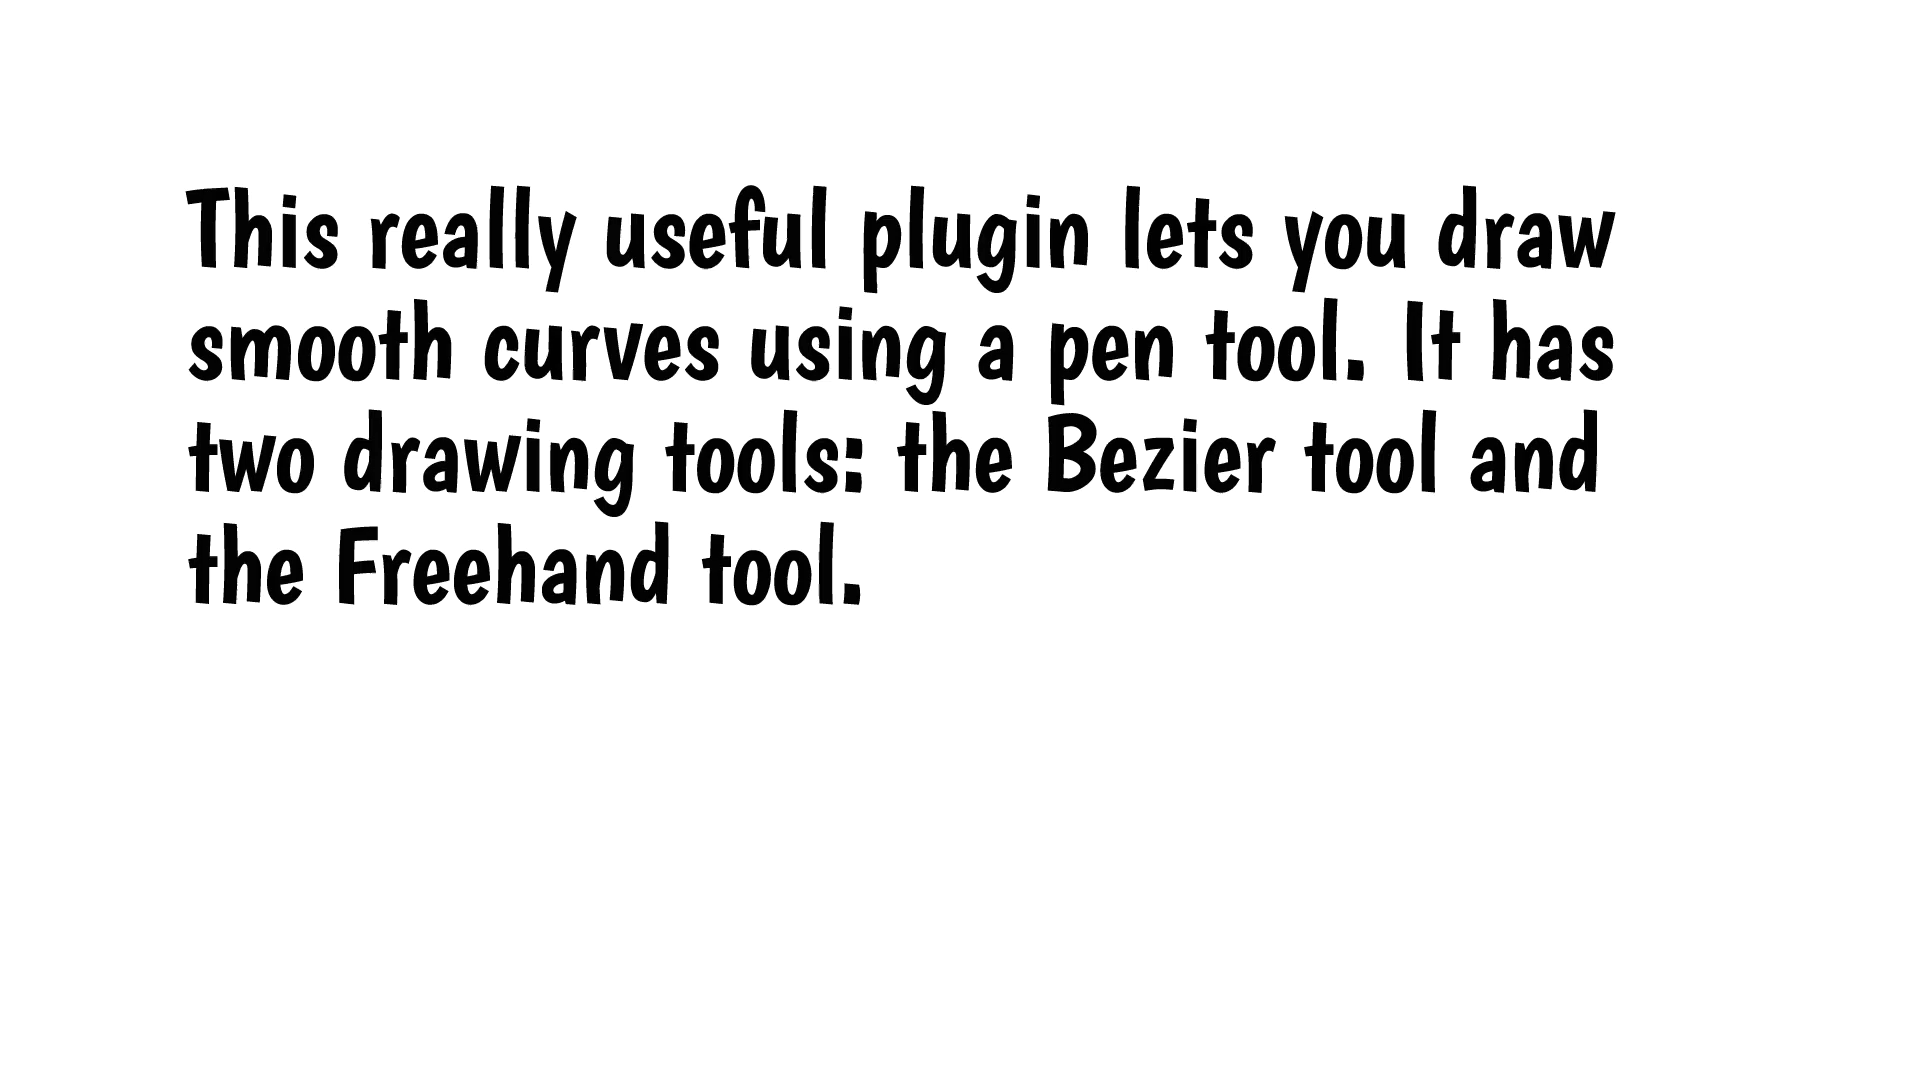 This really useful plugin lets you draw
smooth curves using a pen tool. It has
two drawing tools: the Bezier tool and
the Freehand tool.